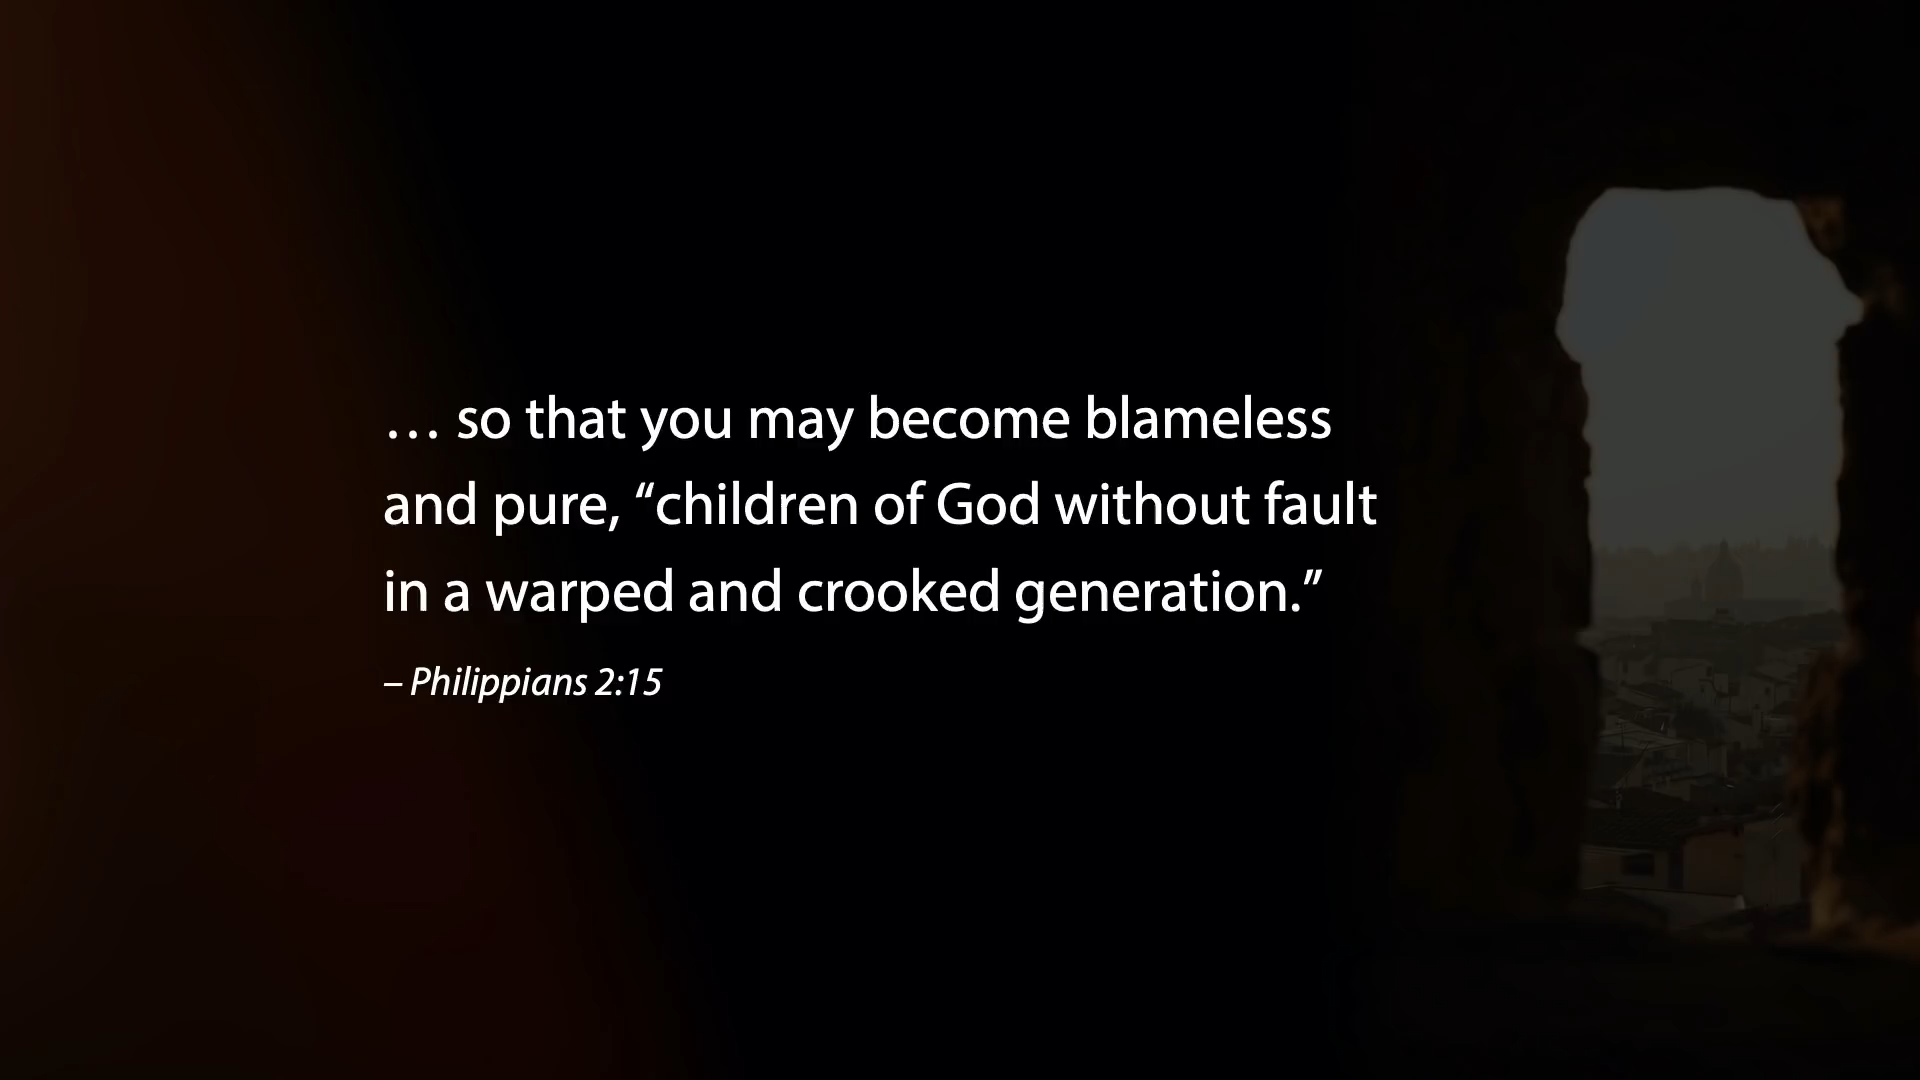 … so that you may become blameless
and pure, “children of God without fault
in a warped and crooked generation.”
– Philippians 2:15